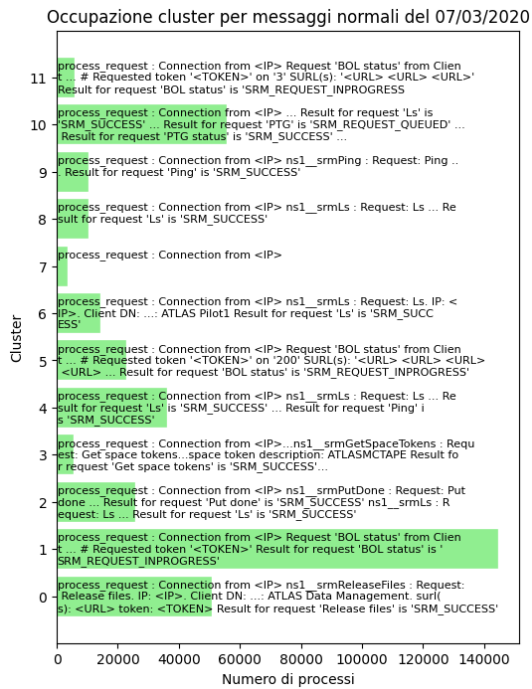 Occupazione cluster per messaggi normali del 07/03/2020
11
process_request : Connection from <IP> Request 'BOL status' from Clien
t ... # Requested token '<TOKEN>' on '3' SURL(s): '<URL> <URL> <URL>'
Result for request 'BOL status' is 'SRM_REQUEST_INPROGRESS
10
process_request : Connection from <IP> ... Result for request 'Ls' is
'SRM_SUCCESS' ... Result for request 'PTG' is 'SRM_REQUEST_QUEUED' ...
Result for request 'PTG status' is 'SRM_SUCCESS' ...
9
process_request : Connection from <IP> ns1__srmPing : Request: Ping ..
. Result for request 'Ping' is 'SRM_SUCCESS'
8
process_request : Connection from <IP> ns1__srmLs : Request: Ls ... Re
sult for request 'Ls' is 'SRM_SUCCESS'
7
process_request : Connection from <IP>
6
process_request : Connection from <IP> ns1__srmLs : Request: Ls. IP: <
IP>. Client DN: ...: ATLAS Pilot1 Result for request 'Ls' is 'SRM_SUCC
ESS'
5
process_request : Connection from <IP> Request 'BOL status' from Clien
t ... # Requested token '<TOKEN>' on '200' SURL(s): '<URL> <URL> <URL>
<URL> ... Result for request 'BOL status' is 'SRM_REQUEST_INPROGRESS'
4
process_request : Connection from <IP> ns1__srmLs : Request: Ls ... Re
sult for request 'Ls' is 'SRM_SUCCESS' ... Result for request 'Ping' i
s 'SRM_SUCCESS'
3
process_request : Connection from <IP>...ns1__srmGetSpaceTokens : Requ
est: Get space tokens...space token description: ATLASMCTAPE Result fo
r request 'Get space tokens' is 'SRM_SUCCESS'...
2
process_request : Connection from <IP> ns1__srmPutDone : Request: Put
done ... Result for request 'Put done' is 'SRM_SUCCESS' ns1__srmLs : R
equest: Ls ... Result for request 'Ls' is 'SRM_SUCCESS'
1
process_request : Connection from <IP> Request 'BOL status' from Clien
t ... # Requested token '<TOKEN>' Result for request 'BOL status' is '
SRM_REQUEST_INPROGRESS'
0
process_request : Connection from <IP> ns1__srmReleaseFiles : Request:
Release files. IP: <IP>. Client DN: ...: ATLAS Data Management. surl(
s): <URL> token: <TOKEN> Result for request 'Release files' is 'SRM_SUCCESS'
Cluster
0 20000 40000 60000 80000 100000 120000 140000
Numero di processi